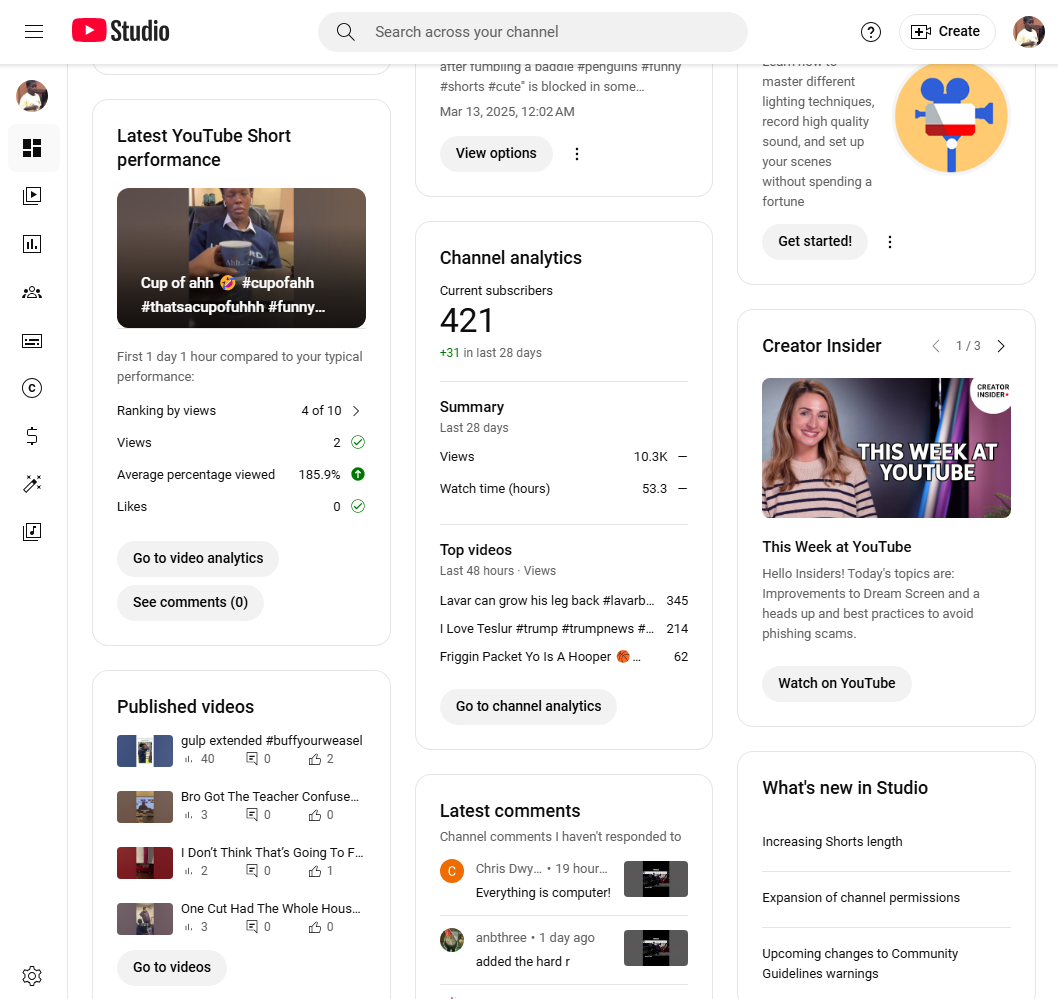 Studio
Search across your channel
Create
Latest YouTube Short
performance
Cup of ahh 🤣 #cupofahh
#thatsacupofuhhh #funny...
First 1 day 1 hour compared to your typical
performance:
Ranking by views 4 of 10
Views 2
Average percentage viewed 185.9%
Likes 0
Go to video analytics
See comments (0)
Published videos
gulp extended #buffyourweasel
40 0 2
Bro Got The Teacher Confuse...
3 0 0
I Don't Think That's Going To F...
2 0 1
One Cut Had The Whole Hous...
3 0 0
Go to videos
after fumbling a baddie #penguins #funny
#shorts #cute" is blocked in some...
Mar 13, 2025, 12:02 AM
View options
Channel analytics
Current subscribers
421
+31 in last 28 days
Summary
Last 28 days
Views 10.3K —
Watch time (hours) 53.3 —
Top videos
Last 48 hours · Views
Lavar can grow his leg back #lavarb... 345
I Love Teslur #trump #trumpnews #... 214
Friggin Packet Yo Is A Hooper 🏀 ... 62
Go to channel analytics
Latest comments
Channel comments I haven't responded to
C
Chris Dwy... • 19 hour...
Everything is computer!
anbthree • 1 day ago
added the hard r
Learn how to
master different
lighting techniques,
record high quality
sound, and set up
your scenes
without spending a
fortune
Get started!
Creator Insider
1 / 3
CREATOR
INSIDER
THIS WEEK AT
YOUTUBE
This Week at YouTube
Hello Insiders! Today's topics are:
Improvements to Dream Screen and a
heads up and best practices to avoid
phishing scams.
Watch on YouTube
What's new in Studio
Increasing Shorts length
Expansion of channel permissions
Upcoming changes to Community
Guidelines warnings